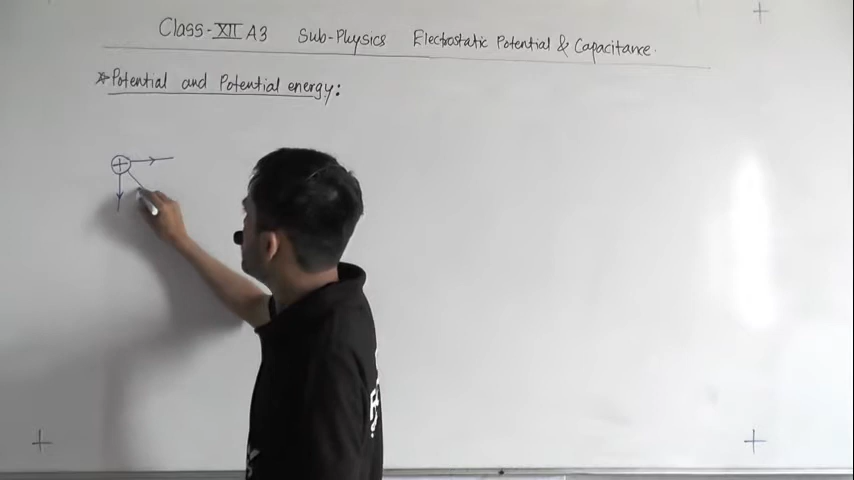 Class-XII A3 Sub-Physics Electrostatic Potential & Capacitance.
*Potential and Potential energy:
+